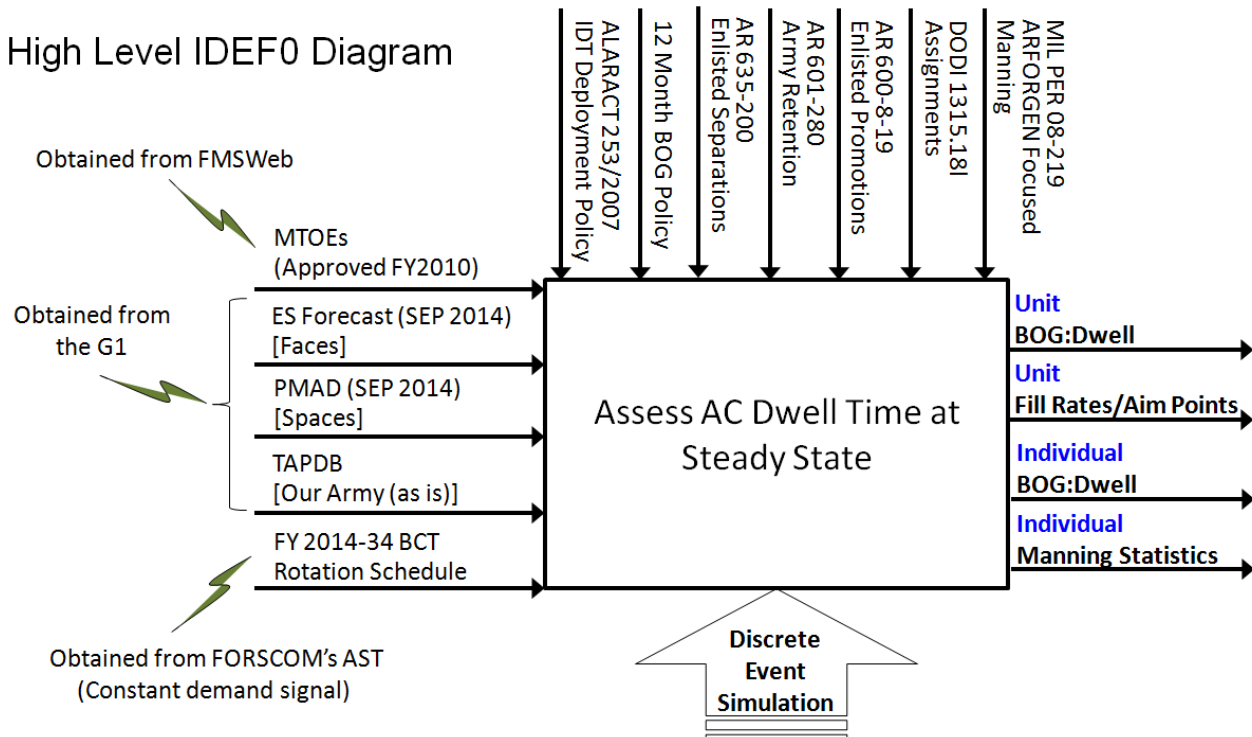 High Level IDEF0 Diagram
ALARACT 253/2007
IDT Deployment Policy
12 Month BOG Policy
AR 635-200
Enlisted Separations
AR 601-280
Army Retention
AR 600-8-19
Enlisted Promotions
DODI 1315.18I
Assignments
MIL PER 08-219
ARFORGEN Focused
Manning
Obtained from FMSWeb
MTOEs
(Approved FY2010)
Obtained from
the G1
ES Forecast (SEP 2014)
[Faces]
PMAD (SEP 2014)
[Spaces]
TAPDB
[Our Army (as is)]
FY 2014-34 BCT
Rotation Schedule
Obtained from FORSCOM's AST
(Constant demand signal)
Assess AC Dwell Time at
Steady State
Unit
BOG:Dwell
Unit
Fill Rates/Aim Points
Individual
BOG:Dwell
Individual
Manning Statistics
Discrete
Event
Simulation